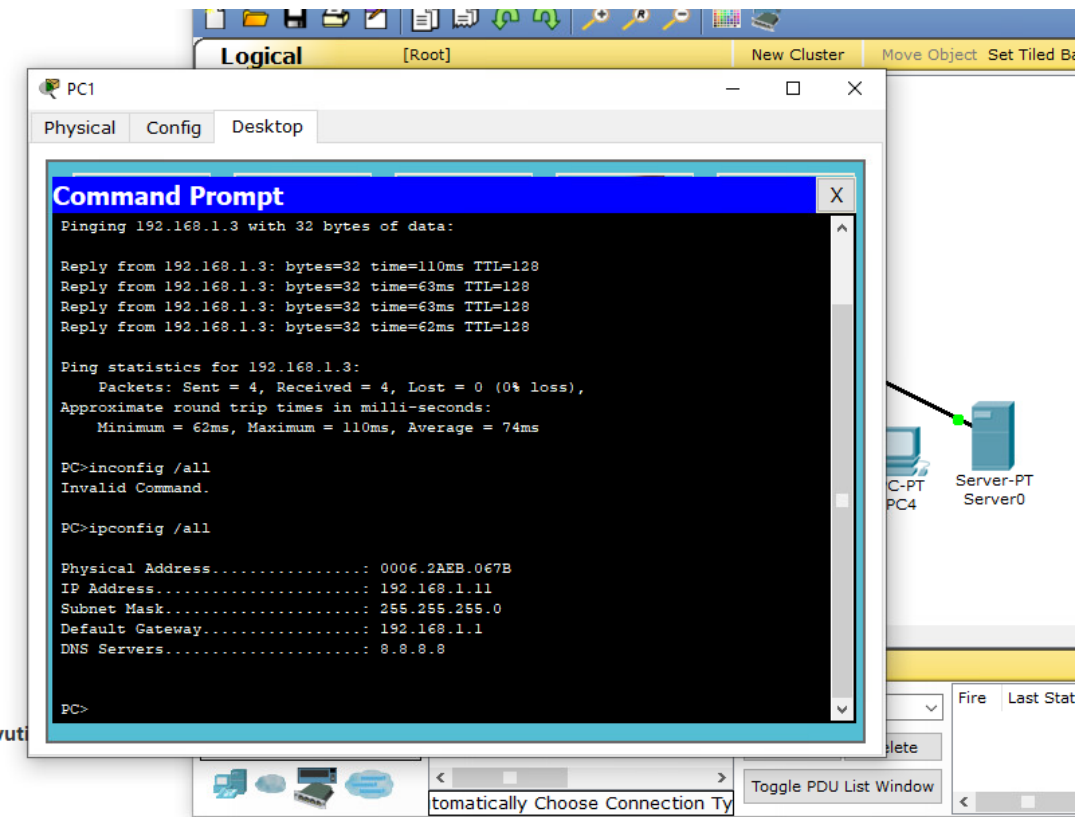 Logical [Root] New Cluster Move Object Set Tiled Ba
PC1
Physical Config Desktop
Command Prompt X
Pinging 192.168.1.3 with 32 bytes of data:
Reply from 192.168.1.3: bytes=32 time=110ms TTL=128
Reply from 192.168.1.3: bytes=32 time=63ms TTL=128
Reply from 192.168.1.3: bytes=32 time=63ms TTL=128
Reply from 192.168.1.3: bytes=32 time=62ms TTL=128
Ping statistics for 192.168.1.3:
Packets: Sent = 4, Received = 4, Lost = 0 (0% loss),
Approximate round trip times in milli-seconds:
Minimum = 62ms, Maximum = 110ms, Average = 74ms
PC>inconfig /all
Invalid Command.
PC>ipconfig /all
Physical Address................: 0006.2AEB.067B
IP Address......................: 192.168.1.11
Subnet Mask.....................: 255.255.255.0
Default Gateway.................: 192.168.1.1
DNS Servers.....................: 8.8.8.8
PC>
C-PT
PC4
Server-PT
Server0
Fire Last Stat
elete
Toggle PDU List Window
tomatically Choose Connection Ty